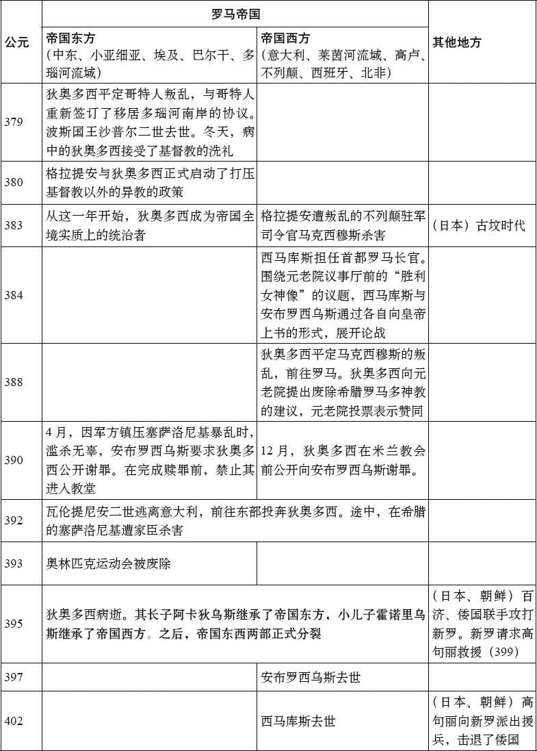 公元
罗马帝国
帝国东方
(中东、小亚细亚、埃及、巴尔干、多
瑙河流域)
帝国西方
(意大利、莱茵河流域、高卢、
不列颠、西班牙、北非)
其他地方
379
狄奥多西平定哥特人叛乱，与哥特人
重新签订了移居多瑙河南岸的协议。
波斯国王沙普尔二世去世。冬天，病
中的狄奥多西接受了基督教的洗礼
380
格拉提安与狄奥多西正式启动了打压
基督教以外的异教的政策
383
从这一年开始，狄奥多西成为帝国全
境实质上的统治者
格拉提安遭叛乱的不列颠驻军
司令官马克西穆斯杀害
(日本）古坟时代
384
西马库斯担任首都罗马长官。
围绕元老院议事厅前的“胜利
女神像”的议题，西马库斯与
安布罗西乌斯通过各自向皇帝
上书的形式，展开论战
388
狄奥多西平定马克西穆斯的叛
乱，前往罗马。狄奥多西向元
老院提出废除希腊罗马多神教
的建议，元老院投票表示赞同
390
4 月，因军方镇压塞萨洛尼基暴乱时，
滥杀无辜，安布罗西乌斯要求狄奥多
西公开谢罪。在完成赎罪前，禁止其
进入教堂
12 月，狄奥多西在米兰教会
前公开向安布罗西乌斯谢罪。
392
瓦伦提尼安二世逃离意大利，前往东部投奔狄奥多西。途中，在希腊
的塞萨洛尼基遭家臣杀害
393
奥林匹克运动会被废除
395
狄奥多西病逝。其长子阿卡狄乌斯继承了帝国东方，小儿子霍诺里乌
斯继承了帝国西方。之后，帝国东西两部正式分裂
(日本、朝鲜）百
济、倭国联手攻打
新罗。新罗请求高
句丽救援（399）
397
安布罗西乌斯去世
402
西马库斯去世
(日本、朝鲜）高
句丽向新罗派出援
兵，击退了倭国